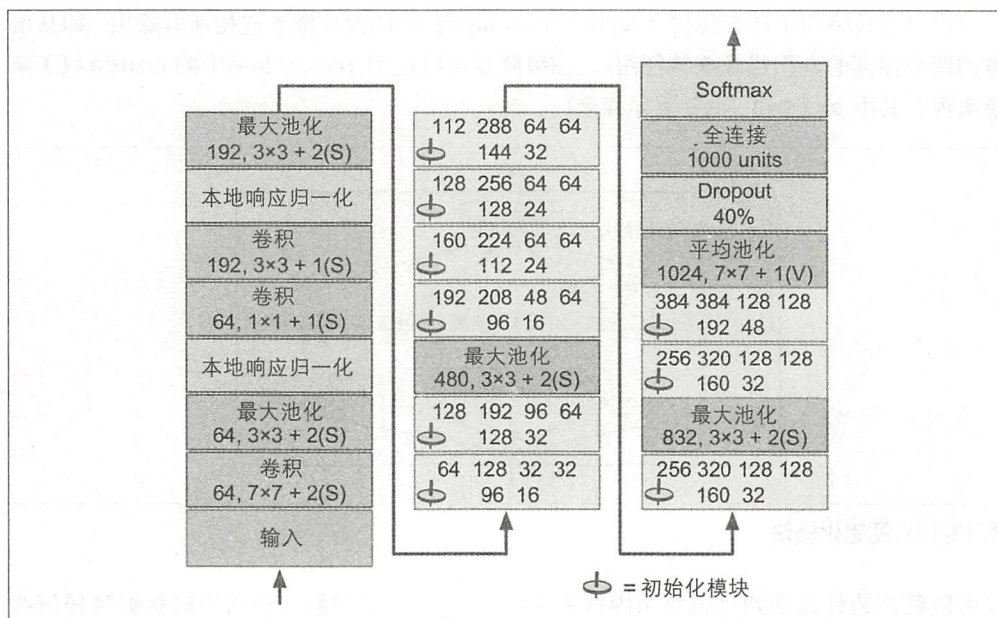 最大池化
192, 3×3 + 2(S)
本地响应归一化
卷积
192, 3×3 + 1(S)
卷积
64, 1×1 + 1(S)
本地响应归一化
最大池化
64, 3×3 + 2(S)
卷积
64, 7×7 + 2(S)
输入
112 288 64 64
144 32
128 256 64 64
128 24
160 224 64 64
112 24
192 208 48 64
96 16
最大池化
480, 3×3 + 2(S)
128 192 96 64
128 32
64 128 32 32
96 16
Softmax
全连接
1000 units
Dropout
40%
平均池化
1024, 7×7 + 1(V)
384 384 128 128
192 48
256 320 128 128
160 32
最大池化
832, 3×3 + 2(S)
256 320 128 128
160 32
= 初始化模块